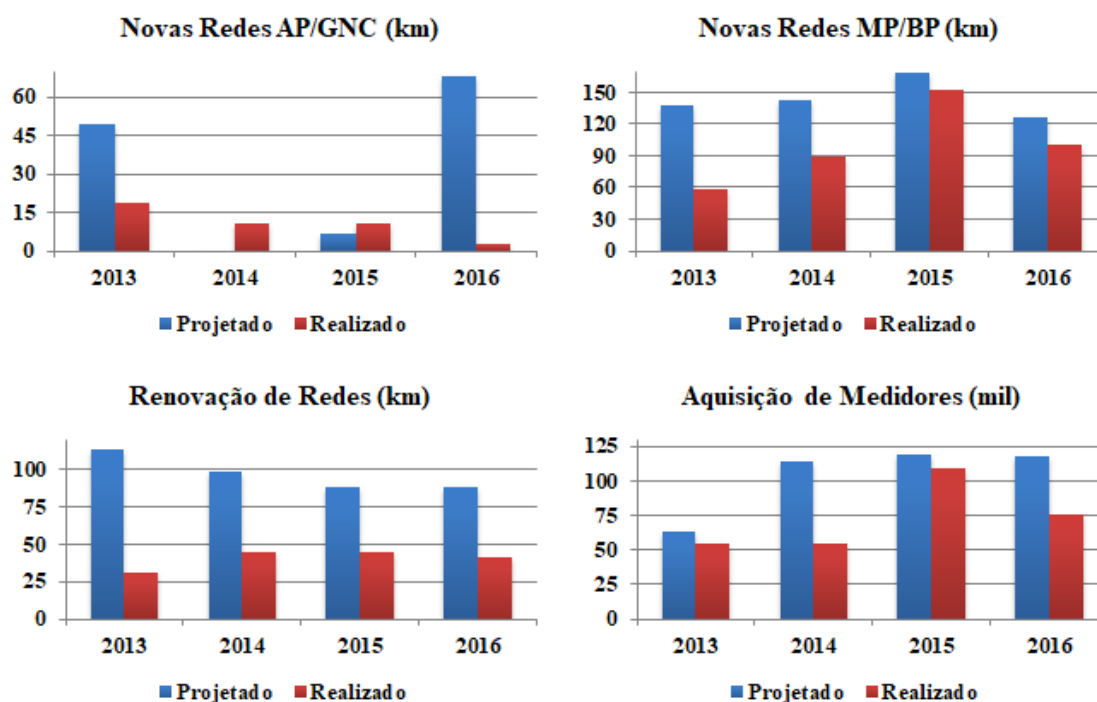 Novas Redes AP/GNC (km)
60
45
30
15
0
2013 2014 2015 2016
Projetado Realizado
Novas Redes MP/BP (km)
150
120
90
60
30
0
2013 2014 2015 2016
Projetado Realizado
Renovação de Redes (km)
100
75
50
25
0
2013 2014 2015 2016
Projetado Realizado
Aquisição de Medidores (mil)
125
100
75
50
25
0
2013 2014 2015 2016
Projetado Realizado